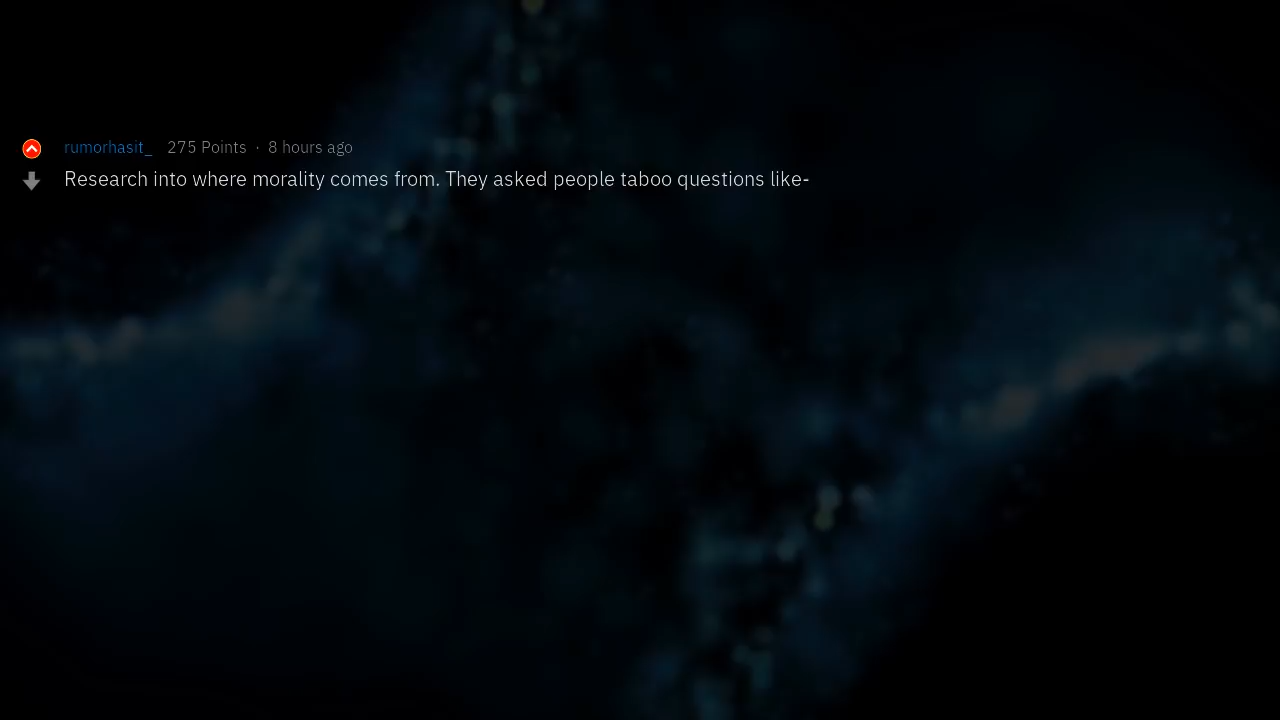 rumorhasit_ 275 Points · 8 hours ago
Research into where morality comes from. They asked people taboo questions like-